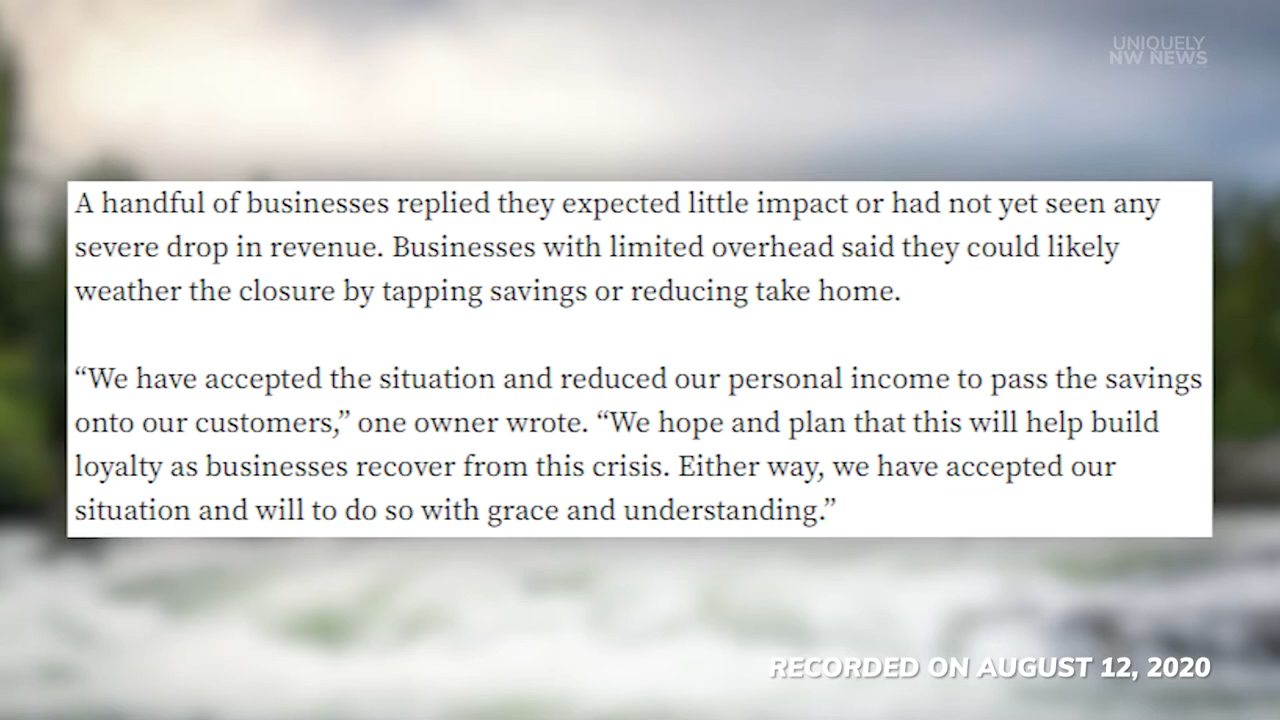 UNIQUELY
NW NEWS
A handful of businesses replied they expected little impact or had not yet seen any
severe drop in revenue. Businesses with limited overhead said they could likely
weather the closure by tapping savings or reducing take home.
“We have accepted the situation and reduced our personal income to pass the savings
onto our customers,” one owner wrote. “We hope and plan that this will help build
loyalty as businesses recover from this crisis. Either way, we have accepted our
situation and will to do so with grace and understanding.”
RECORDED ON AUGUST 12, 2020